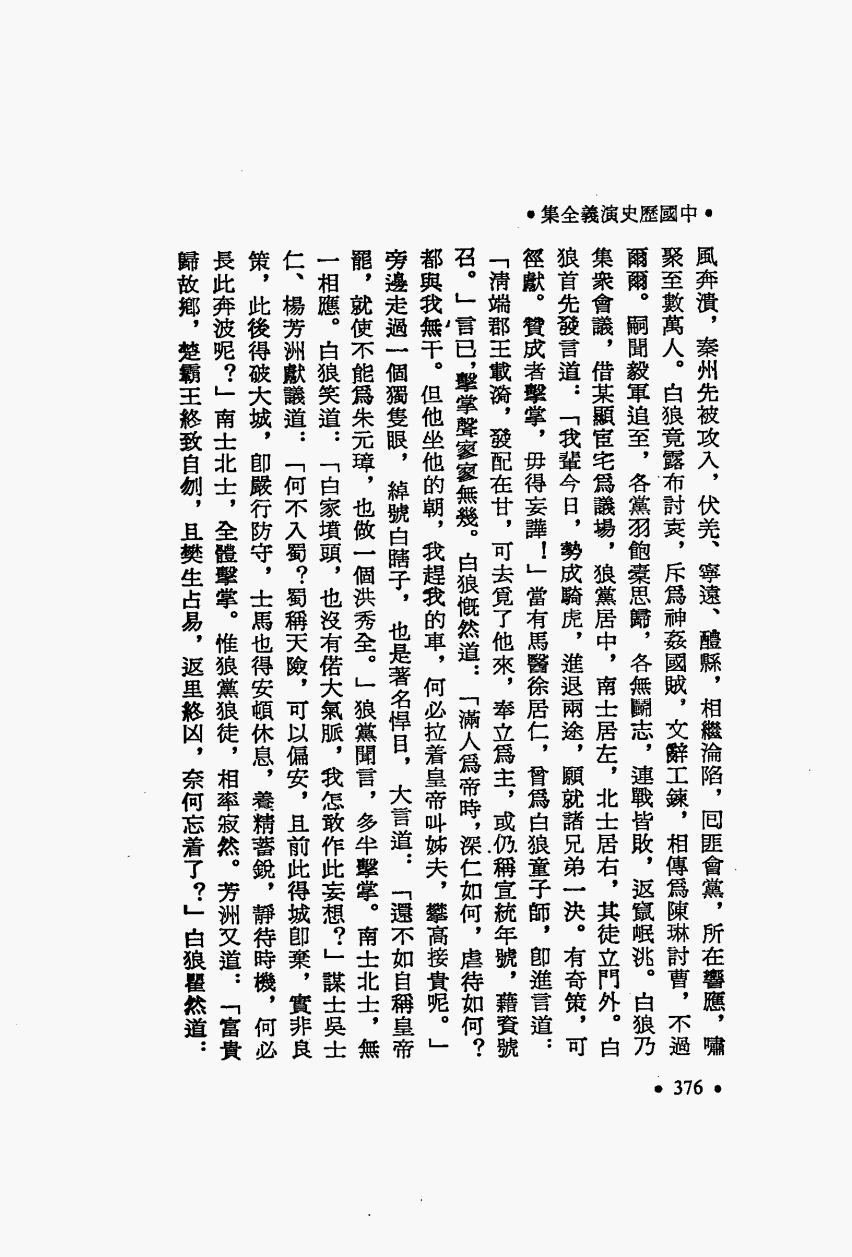 •中國歷史演義全集•
風奔潰，秦州先被攻入，伏羌、寧遠、醴縣，相繼淪陷，囘匪會黨，所在響應，嘯
聚至數萬人。白狼竟露布討袁，斥爲神姦國賊，文辭工鍊，相傳爲陳琳討曹，不過
爾爾。嗣聞毅軍追至，各黨羽飽橐思歸，各無鬭志，連戰皆敗，返竄岷洮。白狼乃
集衆會議，借某顯宦宅爲議場，狼黨居中，南士居左，北士居右，其徒立門外。白
狼首先發言道：「我輩今日，勢成騎虎，進退兩途，願就諸兄弟一決。有奇策，可
徑獻。贊成者擊掌，毋得妄譁！」當有馬醫徐居仁，曾爲白狼童子師，卽進言道：
「淸端郡王載漪，發配在甘，可去覓了他來，奉立爲主，或仍稱宣統年號，藉資號
召。」言已，擊掌聲寥寥無幾。白狼慨然道：「滿人爲帝時，深仁如何，虐待如何？
都與我無干。但他坐他的朝，我趕我的車，何必拉着皇帝叫姊夫，攀高接貴呢。」
旁邊走過一個獨隻眼，綽號白瞎子，也是著名悍目，大言道：「還不如自稱皇帝
罷，就使不能爲朱元璋，也做一個洪秀全。」狼黨聞言，多半擊掌。南士北士，無
一相應。白狼笑道：「白家墳頭，也沒有偌大氣脈，我怎敢作此妄想？」謀士吳士
仁、楊芳洲獻議道：「何不入蜀？蜀稱天險，可以偏安，且前此得城卽棄，實非良
策，此後得破大城，卽嚴行防守，士馬也得安頓休息，養精蓄銳，靜待時機，何必
長此奔波呢？」南士北士，全體擊掌。惟狼黨狼徒，相率寂然。芳洲又道：「富貴
歸故鄕，楚霸王終致自刎，且樊生占易，返里終凶，奈何忘着了？」白狼瞿然道：
•376•